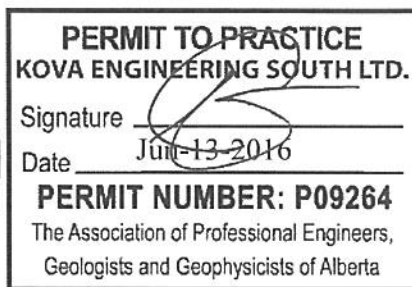 PERMIT TO PRACTICE
KOVA ENGINEERING SOUTH LTD.
Signature
Date Jun-13-2016
PERMIT NUMBER: P09264
The Association of Professional Engineers,
Geologists and Geophysicists of Alberta